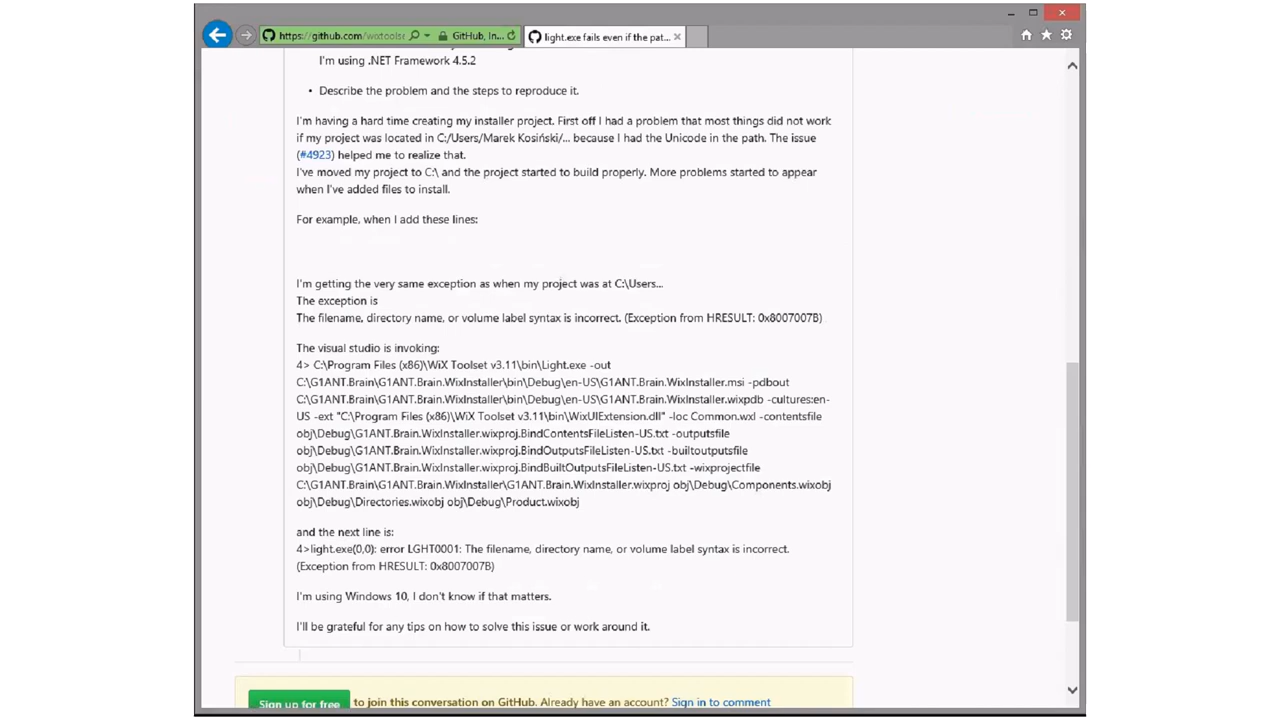 https://github.com/wixtoolse
GitHub, In...
light.exe fails even if the pat...
I'm using .NET Framework 4.5.2
• Describe the problem and the steps to reproduce it.
I'm having a hard time creating my installer project. First off I had a problem that most things did not work
if my project was located in C:/Users/Marek Kosiński/... because I had the Unicode in the path. The issue
(#4923) helped me to realize that.
I've moved my project to C:\ and the project started to build properly. More problems started to appear
when I've added files to install.
For example, when I add these lines:
I'm getting the very same exception as when my project was at C:\Users...
The exception is
The filename, directory name, or volume label syntax is incorrect. (Exception from HRESULT: 0x8007007B)
The visual studio is invoking:
4> C:\Program Files (x86)\WiX Toolset v3.11\bin\Light.exe -out
C:\G1ANT.Brain\G1ANT.Brain.WixInstaller\bin\Debug\en-US\G1ANT.Brain.WixInstaller.msi -pdbout
C:\G1ANT.Brain\G1ANT.Brain.WixInstaller\bin\Debug\en-US\G1ANT.Brain.WixInstaller.wixpdb -cultures:en-
US -ext "C:\Program Files (x86)\WiX Toolset v3.11\bin\WixUIExtension.dll" -loc Common.wxl -contentsfile
obj\Debug\G1ANT.Brain.WixInstaller.wixproj.BindContentsFileListen-US.txt -outputsfile
obj\Debug\G1ANT.Brain.WixInstaller.wixproj.BindOutputsFileListen-US.txt -builtoutputsfile
obj\Debug\G1ANT.Brain.WixInstaller.wixproj.BindBuiltOutputsFileListen-US.txt -wixprojectfile
C:\G1ANT.Brain\G1ANT.Brain.WixInstaller\G1ANT.Brain.WixInstaller.wixproj obj\Debug\Components.wixobj
obj\Debug\Directories.wixobj obj\Debug\Product.wixobj
and the next line is:
4>light.exe(0,0): error LGHT0001: The filename, directory name, or volume label syntax is incorrect.
(Exception from HRESULT: 0x8007007B)
I'm using Windows 10, I don't know if that matters.
I'll be grateful for any tips on how to solve this issue or work around it.
Sign up for free to join this conversation on GitHub. Already have an account? Sign in to comment